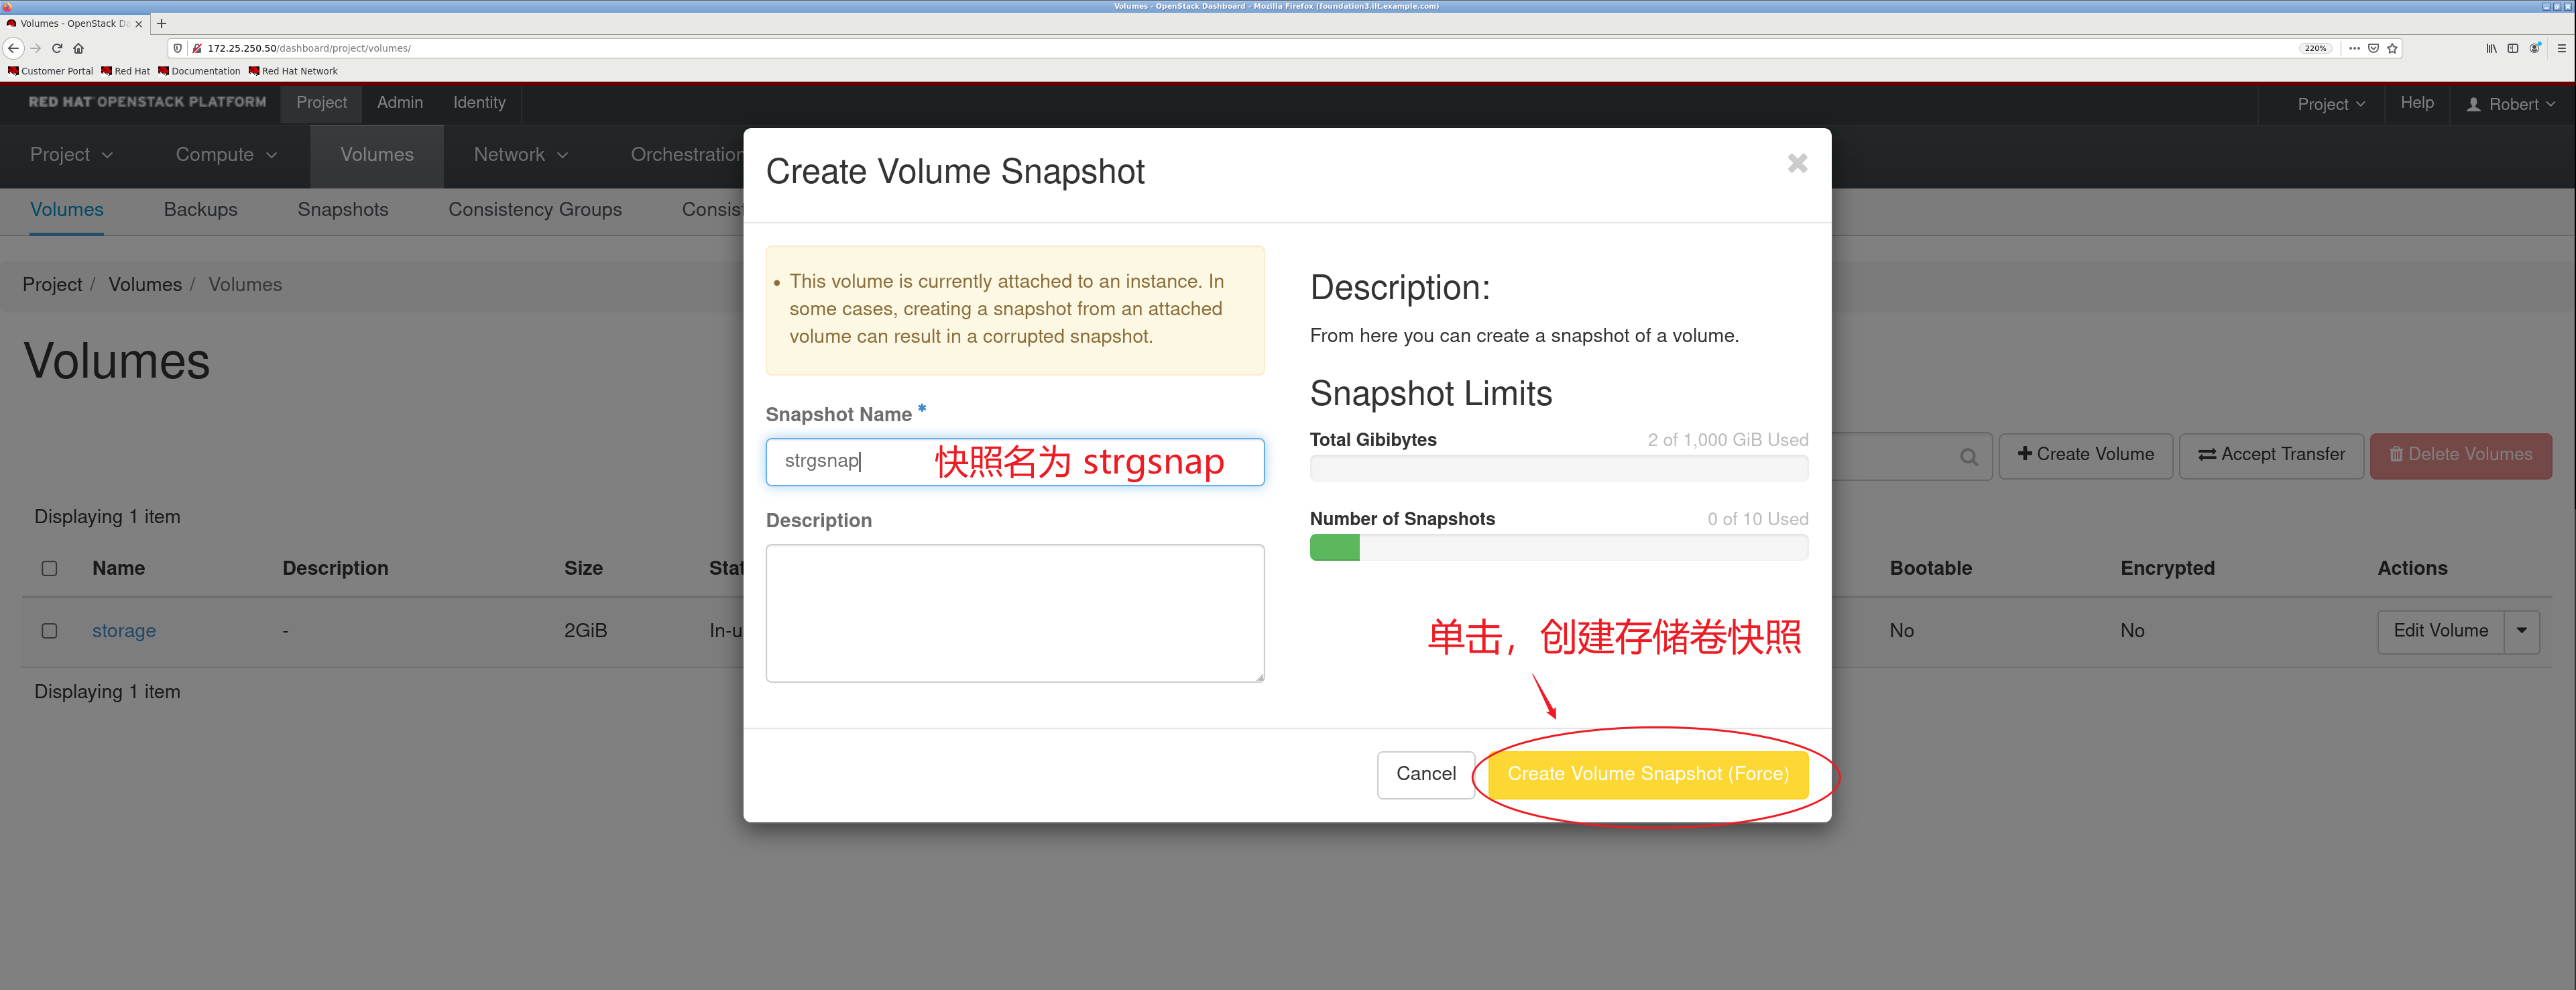 Volumes - OpenStack Dashboard - Mozilla Firefox (foundation3.ilt.example.com)
Volumes - OpenStack Da
172.25.250.50/dashboard/project/volumes/
220%
Customer Portal Red Hat Documentation Red Hat Network
RED HAT OPENSTACK PLATFORM Project Admin Identity Project Help Robert
Project Compute Volumes Network Orchestration
Volumes Backups Snapshots Consistency Groups Consis
Project / Volumes / Volumes
Volumes
Create Volume Accept Transfer Delete Volumes
Displaying 1 item
Name Description Size Stat Bootable Encrypted Actions
storage - 2GiB In-u No No Edit Volume
Displaying 1 item
Create Volume Snapshot
This volume is currently attached to an instance. In
some cases, creating a snapshot from an attached
volume can result in a corrupted snapshot.
Snapshot Name *
strgsnap 快照名为 strgsnap
Description
Description:
From here you can create a snapshot of a volume.
Snapshot Limits
Total Gibibytes 2 of 1,000 GiB Used
Number of Snapshots 0 of 10 Used
单击，创建存储卷快照
Cancel Create Volume Snapshot (Force)